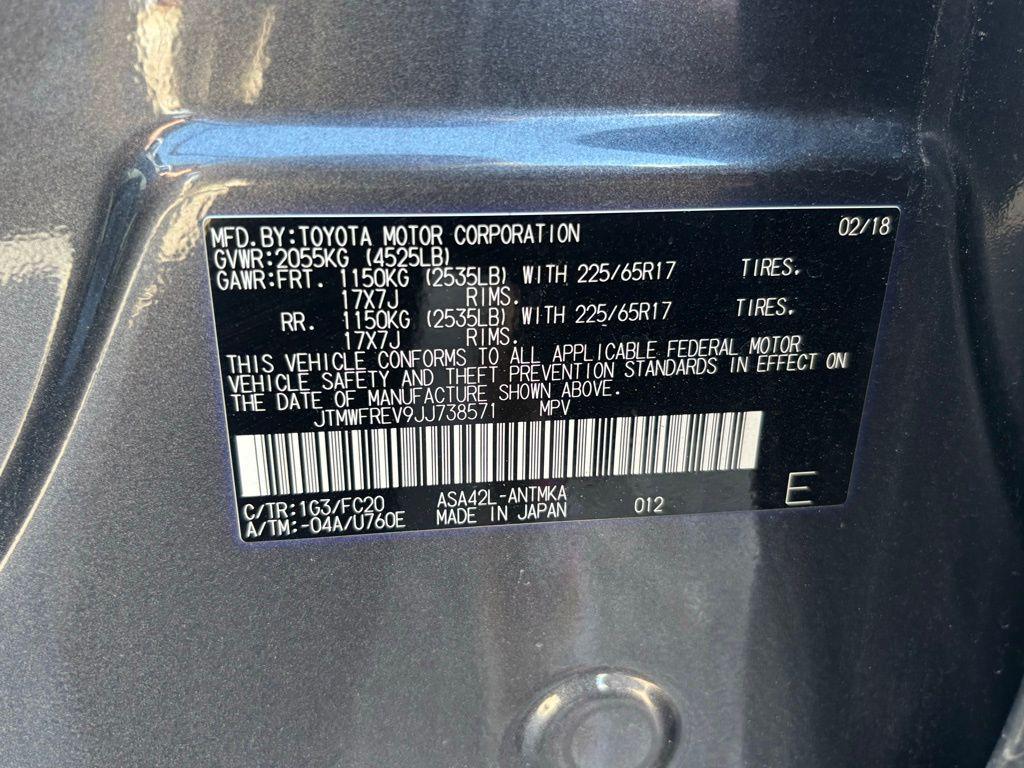 MFD.BY:TOYOTA MOTOR CORPORATION 02/18
GVWR:2055KG (4525LB)
GAWR:FRT. 1150KG (2535LB) WITH 225/65R17 TIRES.
17X7J RIMS.
RR. 1150KG (2535LB) WITH 225/65R17 TIRES.
17X7J RIMS.
THIS VEHICLE CONFORMS TO ALL APPLICABLE FEDERAL MOTOR
VEHICLE SAFETY AND THEFT PREVENTION STANDARDS IN EFFECT ON
THE DATE OF MANUFACTURE SHOWN ABOVE.
JTMWFREV9JJ738571 MPV
C/TR:1G3/FC20 ASA42L-ANTMKA 012 E
A/TM:-04A/U760E MADE IN JAPAN